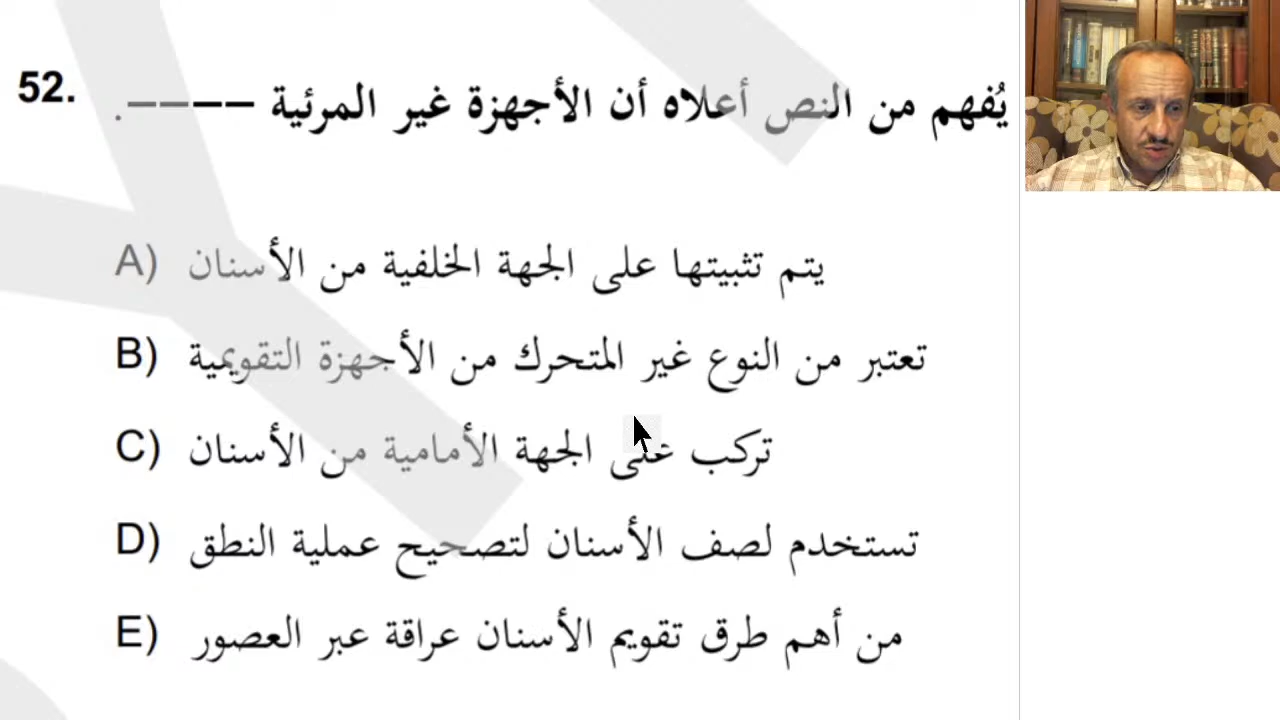 52. يُفهم من النص أعلاه أن الأجهزة غير المرئية ----.
A) يتم تثبيتها على الجهة الخلفية من الأسنان
B) تعتبر من النوع غير المتحرك من الأجهزة التقويمية
C) تركب على الجهة الأمامية من الأسنان
D) تستخدم لصف الأسنان لتصحيح عملية النطق
E) من أهم طرق تقويم الأسنان عراقة عبر العصور